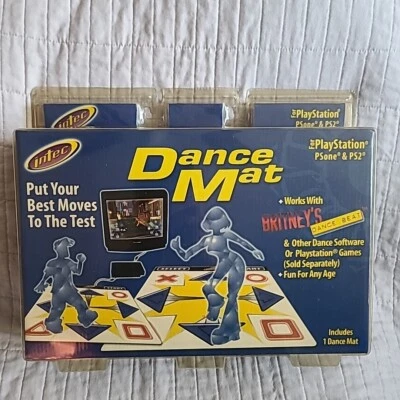 intec
for PlayStation®
PSone® & PS2®
intec
Dance
Mat
for PlayStation®
PSone® & PS2®
Put Your
Best Moves
To The Test
• Works With
BRITNEY'S
DANCE BEAT
& Other Dance Software
Or Playstation® Games
(Sold Separately)
• Fun For Any Age
SELECT
START
X
O
O
Includes
1 Dance Mat